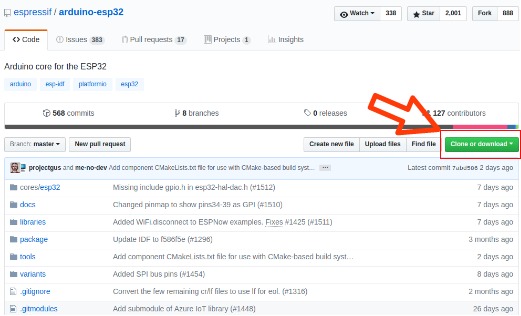 espressif / arduino-esp32
Watch 338 Star 2,001 Fork 888
Code Issues 383 Pull requests 17 Projects 1 Insights
Arduino core for the ESP32
arduino esp-idf platformio esp32
568 commits 8 branches 0 releases 127 contributors
Branch: master New pull request Create new file Upload files Find file Clone or download
projectgus and me-no-dev Add component CMakeLists.txt file for use with CMake-based build syst… ... Latest commit 2 days ago
cores/esp32 Missing include gpio.h in esp32-hal-dac.h (#1512) 7 days ago
docs Changed pinmap to show pins34-39 as GPI (#1510) 7 days ago
libraries Added WiFi.disconnect to ESPNow examples. Fixes #1425 (#1511) 7 days ago
package Update IDF to f586f5e (#1296) 3 months ago
tools Add component CMakeLists.txt file for use with CMake-based build syst… 2 days ago
variants Added SPI bus pins (#1454) 8 days ago
.gitignore Convert the few remaining cr/lf files to use lf for eol. (#1316) 2 months ago
.gitmodules Add submodule of Azure IoT library (#1448) 26 days ago